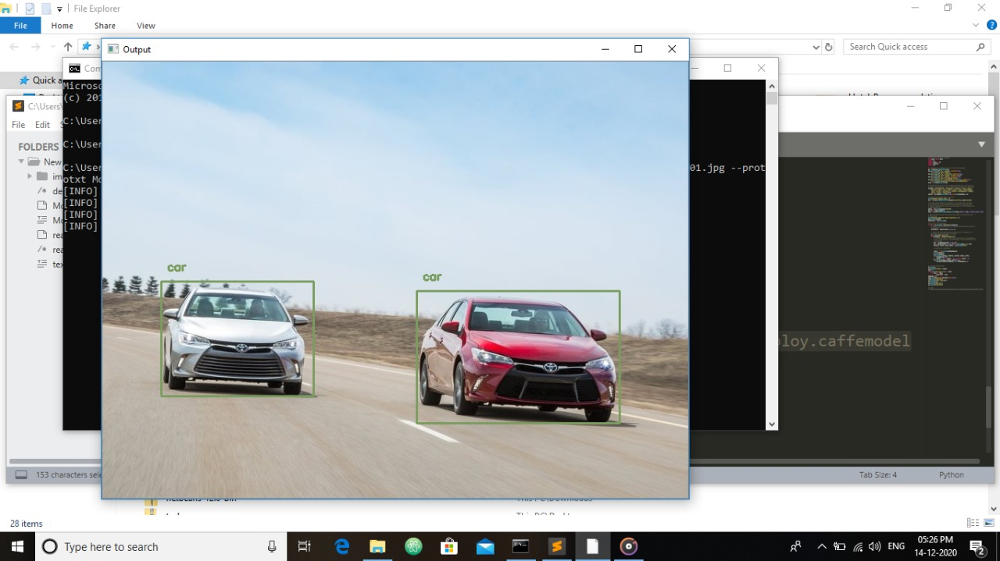 File Explorer
File Home Share View
Search Quick access
Output
Quick a
C:\Users\
File Edit
Microso
(c) 201
C:\User
C:\User
C:\User 01.jpg --prot
otxt Mo
[INFO]
[INFO]
[INFO]
[INFO]
FOLDERS
New
im
de
Mo
Mo
rea
rea
tex
car
car
ploy.caffemodel
153 characters sele
Tab Size: 4 Python
28 items
Type here to search
ENG
05:26 PM
14-12-2020
2